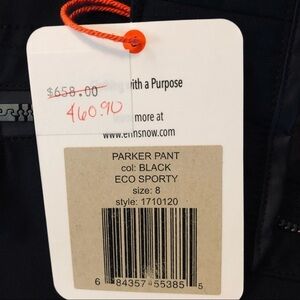 $658.00
460.90
with a Purpose
more at
www.erinsnow.com
PARKER PANT
col: BLACK
ECO SPORTY
size: 8
style: 1710120
6 84357 55385 5